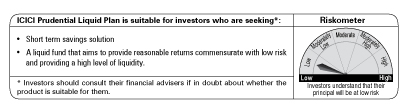 ICICI Prudential Liquid Plan is suitable for investors who are seeking*:
• Short term savings solution
• A liquid fund that aims to provide reasonable returns commensurate with low risk
and providing a high level of liquidity.
* Investors should consult their financial advisers if in doubt about whether the
product is suitable for them.
Riskometer
Low
Moderately
Low
Moderate
Moderately
High
High
Low
High
Investors understand that their
principal will be at low risk